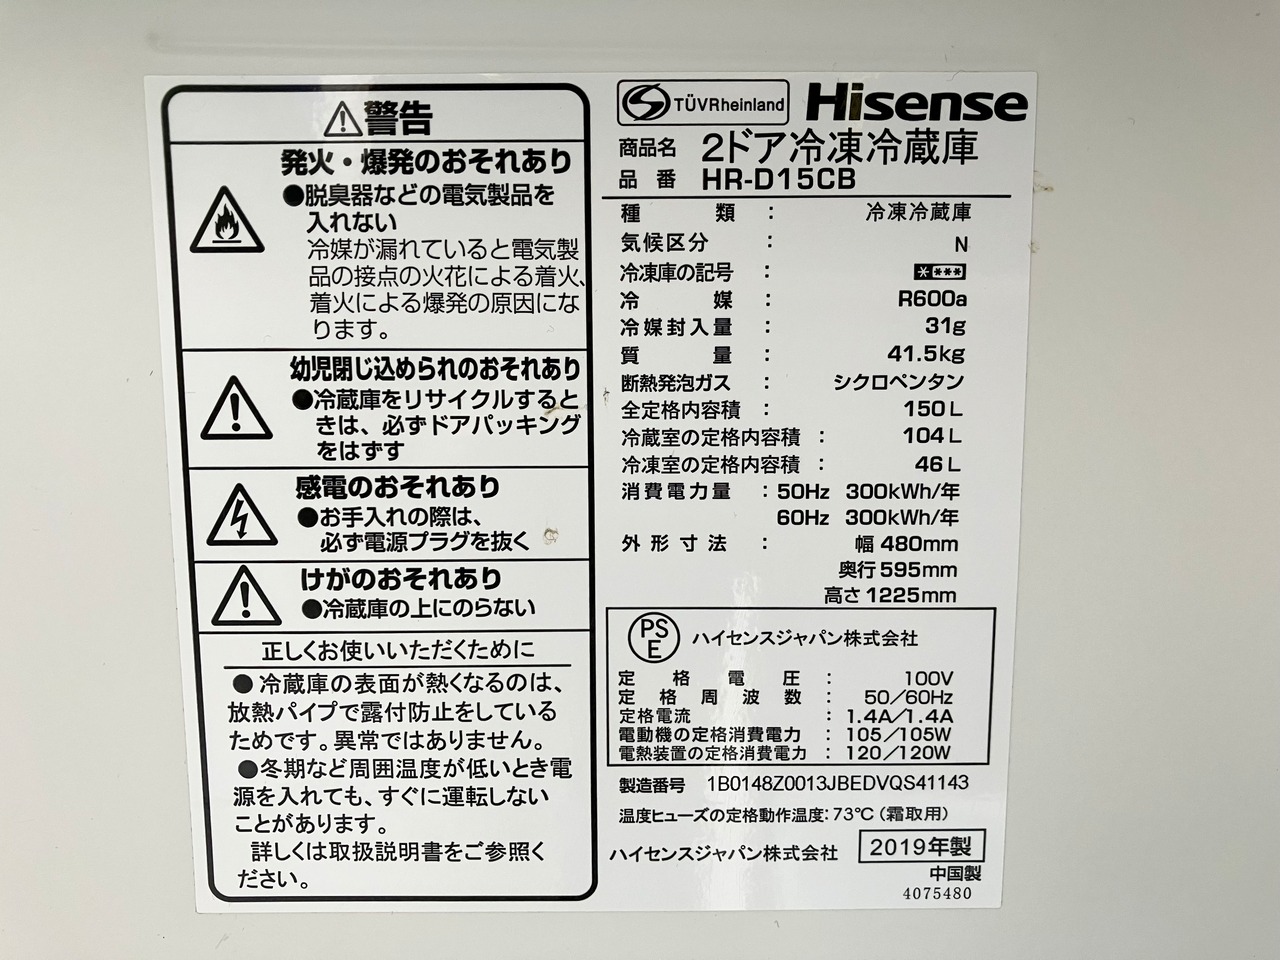 警告
発火・爆発のおそれあり
●脱臭器などの電気製品を
入れない
冷媒が漏れていると電気製
品の接点の火花による着火、
着火による爆発の原因にな
ります。
幼児閉じ込められのおそれあり
●冷蔵庫をリサイクルすると
きは、必ずドアパッキング
をはずす
感電のおそれあり
●お手入れの際は、
必ず電源プラグを抜く
けがのおそれあり
●冷蔵庫の上にのらない
正しくお使いいただくために
●冷蔵庫の表面が熱くなるのは、
放熱パイプで露付防止をしている
ためです。異常ではありません。
●冬期など周囲温度が低いとき電
源を入れても、すぐに運転しない
ことがあります。
詳しくは取扱説明書をご参照く
ださい。
TÜVRheinland Hisense
商品名 2ドア冷凍冷蔵庫
品番 HR-D15CB
種類 : 冷凍冷蔵庫
気候区分 : N
冷凍庫の記号 : ****
冷媒 : R600a
冷媒封入量 : 31g
質量 : 41.5kg
断熱発泡ガス : シクロペンタン
全定格内容積 : 150L
冷蔵室の定格内容積 : 104L
冷凍室の定格内容積 : 46L
消費電力量 : 50Hz 300kWh/年
60Hz 300kWh/年
外形寸法 : 幅 480mm
奥行 595mm
高さ 1225mm
PSE ハイセンスジャパン株式会社
定格電圧 : 100V
定格周波数 : 50/60Hz
定格電流 : 1.4A/1.4A
電動機の定格消費電力 : 105/105W
電熱装置の定格消費電力 : 120/120W
製造番号 1B0148Z0013JBEDVQS41143
温度ヒューズの定格動作温度:73℃(霜取用)
ハイセンスジャパン株式会社 2019年製
中国製
4075480